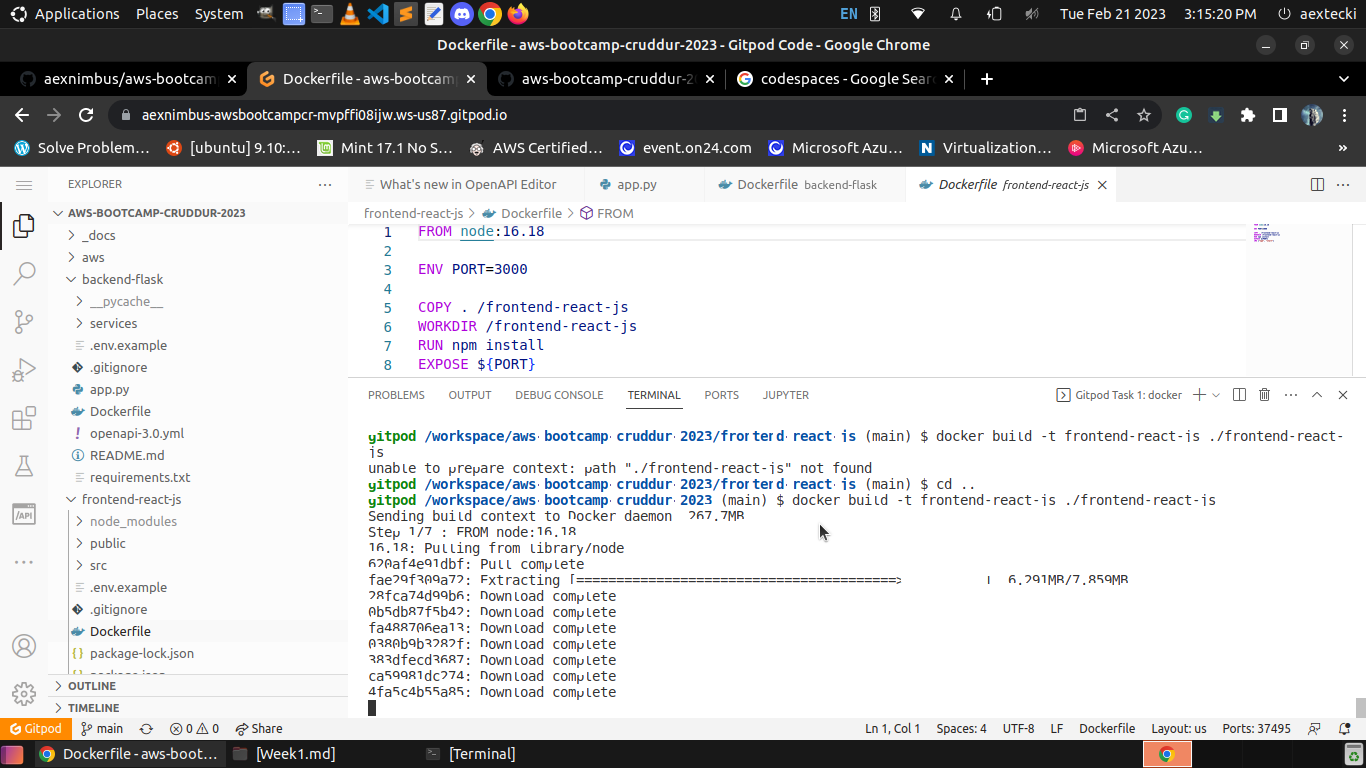 Applications Places System EN Tue Feb 21 2023 3:15:20 PM aextecki
Dockerfile - aws-bootcamp-cruddur-2023 - Gitpod Code - Google Chrome
aexnimbus/aws-bootcam Dockerfile - aws-bootcamp aws-bootcamp-cruddur-2 codespaces - Google Sear
aexnimbus-awsbootcampcr-mvpffi08ijw.ws-us87.gitpod.io
Solve Problem… [ubuntu] 9.10:… Mint 17.1 No S… AWS Certified… event.on24.com Microsoft Azu… Virtualization… Microsoft Azu… »
EXPLORER
What's new in OpenAPI Editor app.py Dockerfile backend-flask Dockerfile frontend-react-js
AWS-BOOTCAMP-CRUDDUR-2023
_docs
aws
backend-flask
__pycache__
services
.env.example
.gitignore
app.py
Dockerfile
openapi-3.0.yml
README.md
requirements.txt
frontend-react-js
node_modules
public
src
.env.example
.gitignore
Dockerfile
package-lock.json
package.json
OUTLINE
TIMELINE
frontend-react-js > Dockerfile > FROM
1 FROM node:16.18
2
3 ENV PORT=3000
4
5 COPY . /frontend-react-js
6 WORKDIR /frontend-react-js
7 RUN npm install
8 EXPOSE ${PORT}
PROBLEMS OUTPUT DEBUG CONSOLE TERMINAL PORTS JUPYTER Gitpod Task 1: docker
gitpod /workspace/aws-bootcamp-cruddur-2023/frontend-react-js (main) $ docker build -t frontend-react-js ./frontend-react-
js
unable to prepare context: path "./frontend-react-js" not found
gitpod /workspace/aws-bootcamp-cruddur-2023/frontend-react-js (main) $ cd ..
gitpod /workspace/aws-bootcamp-cruddur-2023 (main) $ docker build -t frontend-react-js ./frontend-react-js
Sending build context to Docker daemon 267.7MB
Step 1/7 : FROM node:16.18
16.18: Pulling from library/node
620af4e91dbf: Pull complete
fae29f309a72: Extracting [========================================> ] 6.291MB/7.859MB
28fca74d99b6: Download complete
0b5db87f5b42: Download complete
fa488706ea13: Download complete
0380b9b3282f: Download complete
383dfecd3687: Download complete
ca59981dc274: Download complete
4fa5c4b55a85: Download complete
Gitpod main 0 0 Share Ln 1, Col 1 Spaces: 4 UTF-8 LF Dockerfile Layout: us Ports: 37495
Dockerfile - aws-boot… [Week1.md] [Terminal]